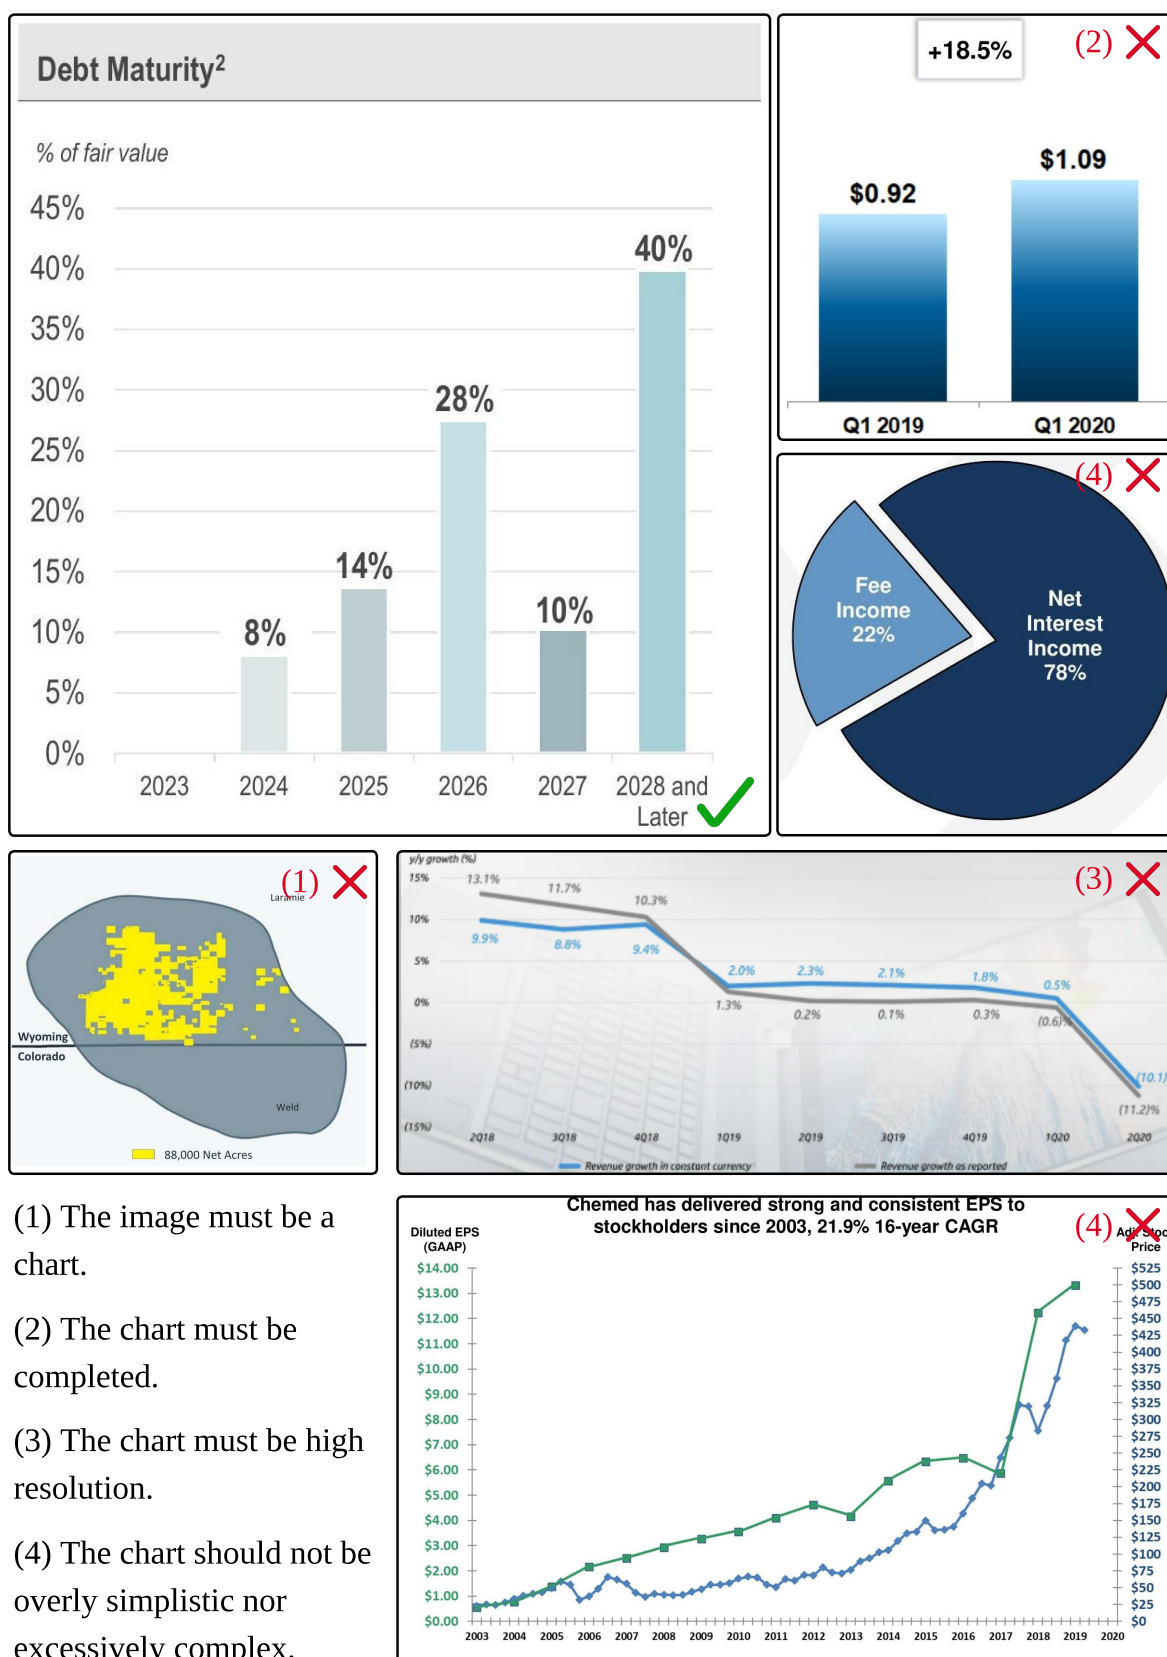 Debt Maturity²
% of fair value
45%
40%
35%
30%
25%
20%
15%
10%
5%
0%
8%
14%
28%
10%
40%
2023
2024
2025
2026
2027
2028 and
Later
(2)
+18.5%
$0.92
$1.09
Q1 2019
Q1 2020
(4)
Fee
Income
22%
Net
Interest
Income
78%
(1)
Laramie
Wyoming
Colorado
Weld
88,000 Net Acres
(3)
y/y growth (%)
15%
10%
5%
0%
(5%)
(10%)
(15%)
13.1%
11.7%
10.3%
9.9%
8.8%
9.4%
2.0%
2.3%
2.1%
1.8%
0.5%
1.3%
0.2%
0.1%
0.3%
(0.6)%
(10.1)
(11.2)%
2Q18
3Q18
4Q18
1Q19
2Q19
3Q19
4Q19
1Q20
2Q20
Revenue growth in constant currency
Revenue growth as reported
(1) The image must be a
chart.
(2) The chart must be
completed.
(3) The chart must be high
resolution.
(4) The chart should not be
overly simplistic nor
excessively complex.
Chemed has delivered strong and consistent EPS to
stockholders since 2003, 21.9% 16-year CAGR
(4)
Diluted EPS
(GAAP)
Price
$14.00
$13.00
$12.00
$11.00
$10.00
$9.00
$8.00
$7.00
$6.00
$5.00
$4.00
$3.00
$2.00
$1.00
$0.00
$525
$500
$475
$450
$425
$400
$375
$350
$325
$300
$275
$250
$225
$200
$175
$150
$125
$100
$75
$50
$25
$0
2003
2004
2005
2006
2007
2008
2009
2010
2011
2012
2013
2014
2015
2016
2017
2018
2019
2020